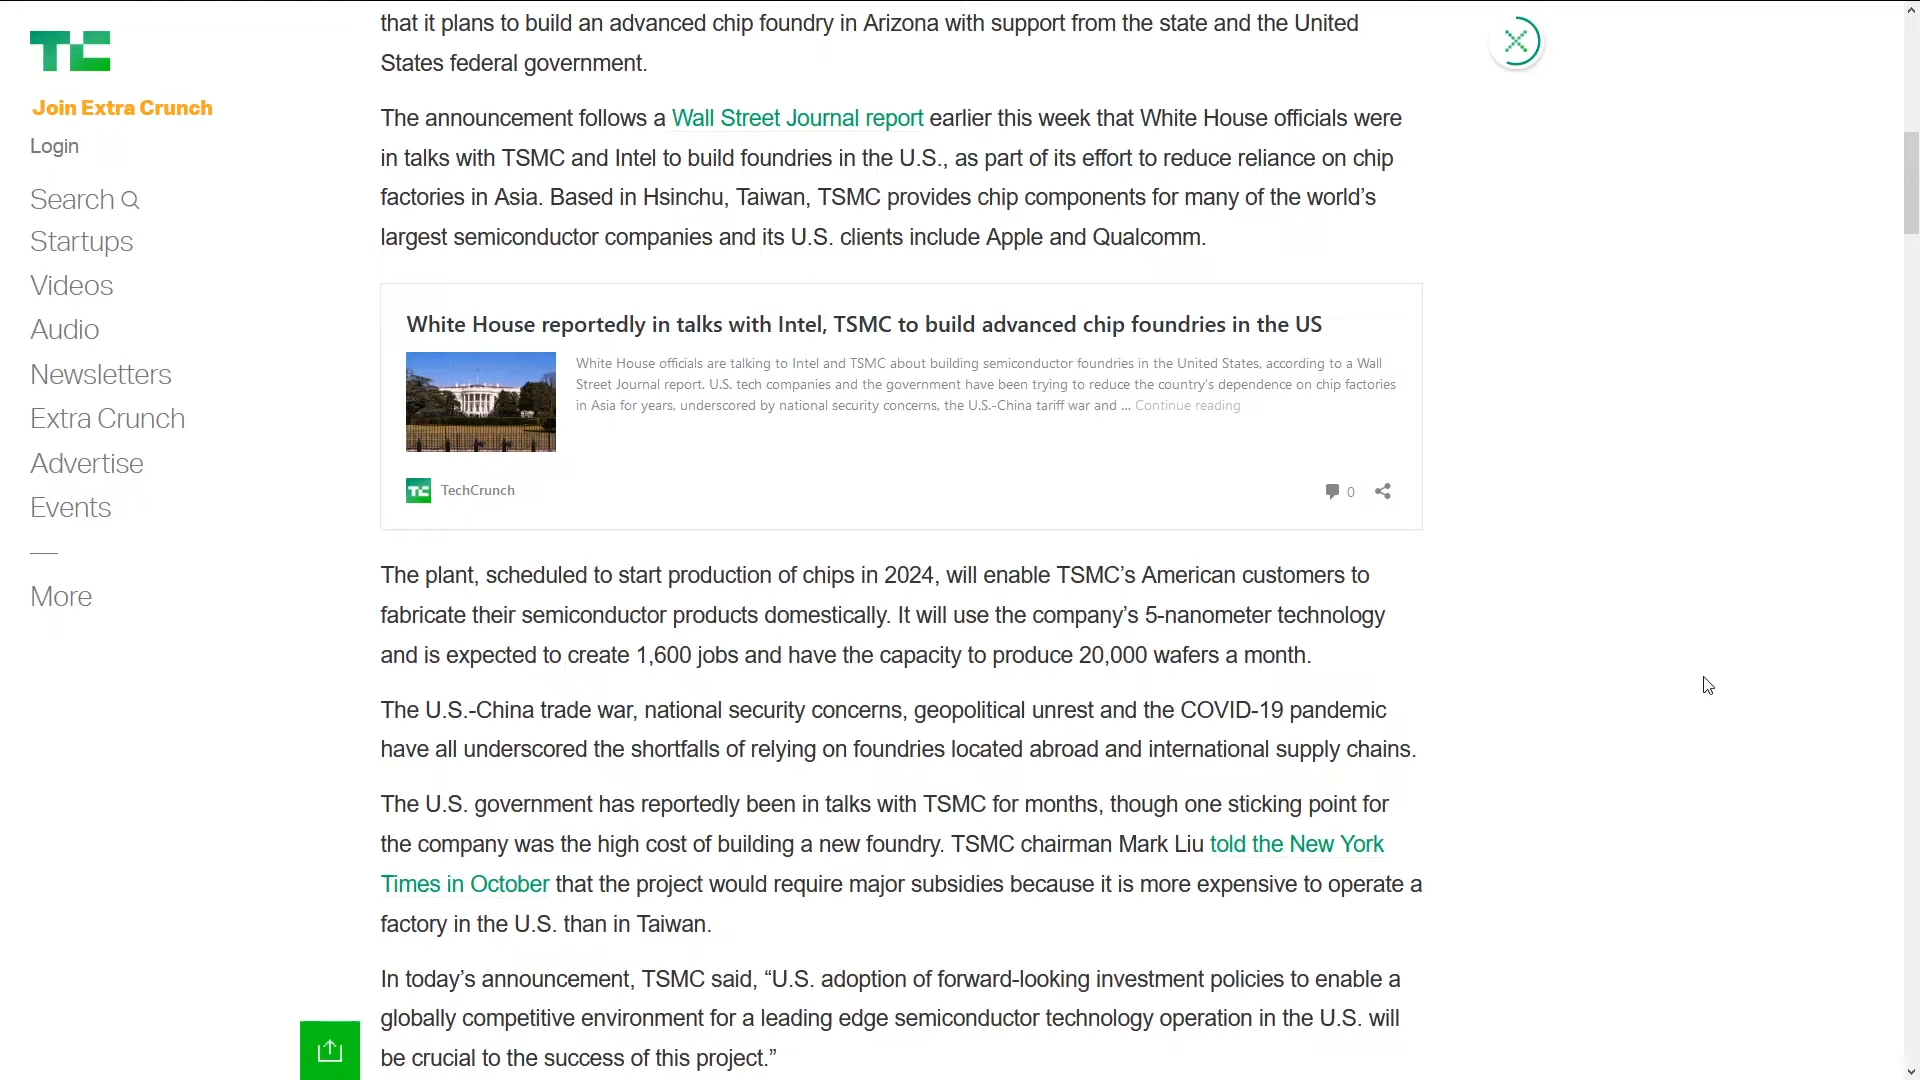 that it plans to build an advanced chip foundry in Arizona with support from the state and the United
States federal government.
TC
Join Extra Crunch
Login
Search
Startups
Videos
Audio
Newsletters
Extra Crunch
Advertise
Events
—
More
The announcement follows a Wall Street Journal report earlier this week that White House officials were
in talks with TSMC and Intel to build foundries in the U.S., as part of its effort to reduce reliance on chip
factories in Asia. Based in Hsinchu, Taiwan, TSMC provides chip components for many of the world’s
largest semiconductor companies and its U.S. clients include Apple and Qualcomm.
White House reportedly in talks with Intel, TSMC to build advanced chip foundries in the US
White House officials are talking to Intel and TSMC about building semiconductor foundries in the United States, according to a Wall
Street Journal report. U.S. tech companies and the government have been trying to reduce the country’s dependence on chip factories
in Asia for years, underscored by national security concerns, the U.S.-China tariff war and ... Continue reading
TC TechCrunch
0
The plant, scheduled to start production of chips in 2024, will enable TSMC’s American customers to
fabricate their semiconductor products domestically. It will use the company’s 5-nanometer technology
and is expected to create 1,600 jobs and have the capacity to produce 20,000 wafers a month.
The U.S.-China trade war, national security concerns, geopolitical unrest and the COVID-19 pandemic
have all underscored the shortfalls of relying on foundries located abroad and international supply chains.
The U.S. government has reportedly been in talks with TSMC for months, though one sticking point for
the company was the high cost of building a new foundry. TSMC chairman Mark Liu told the New York
Times in October that the project would require major subsidies because it is more expensive to operate a
factory in the U.S. than in Taiwan.
In today’s announcement, TSMC said, “U.S. adoption of forward-looking investment policies to enable a
globally competitive environment for a leading edge semiconductor technology operation in the U.S. will
be crucial to the success of this project.”